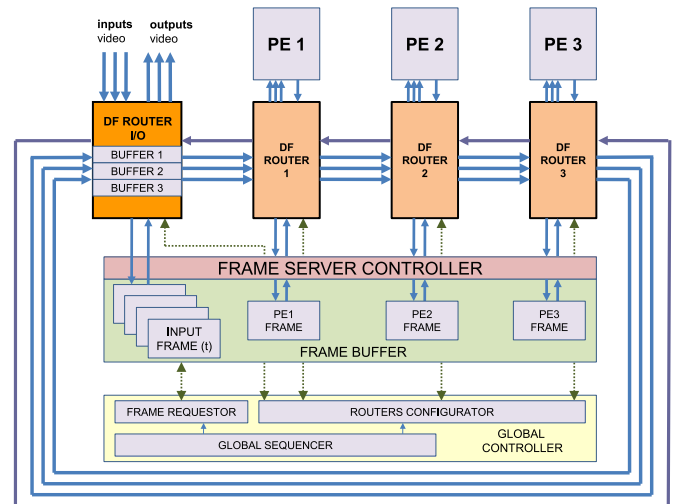 inputs
video
outputs
video
PE 1
PE 2
PE 3
DF ROUTER
I/O
BUFFER 1
BUFFER 2
BUFFER 3
DF
ROUTER
1
DF
ROUTER
2
DF
ROUTER
3
FRAME SERVER CONTROLLER
INPUT
FRAME (t)
PE1
FRAME
PE2
FRAME
PE3
FRAME
FRAME BUFFER
FRAME REQUESTOR
ROUTERS CONFIGURATOR
GLOBAL SEQUENCER
GLOBAL
CONTROLLER